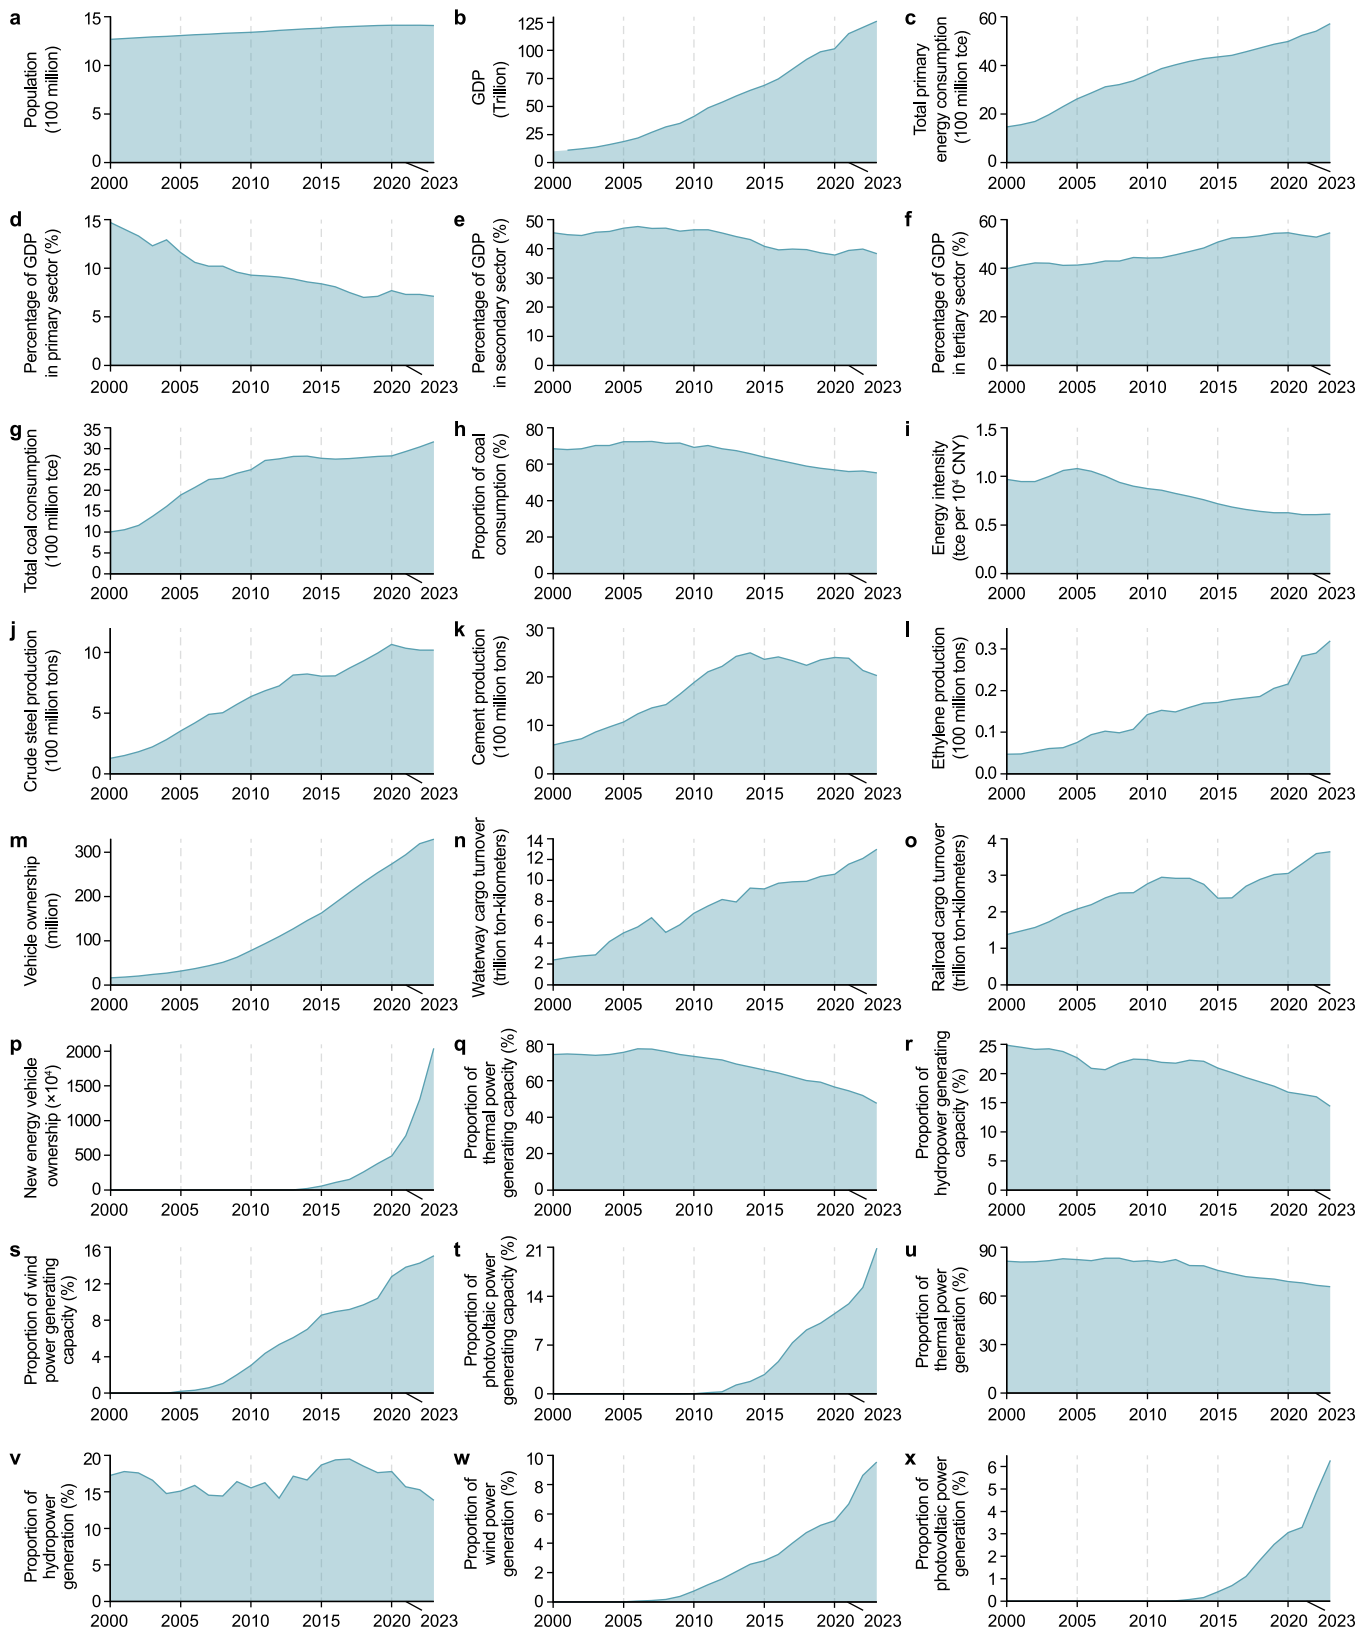 a
Population
(100 million)
15
10
5
0
2000 2005 2010 2015 2020 2023
b
GDP
(Trillion)
125
100
70
50
25
0
2000 2005 2010 2015 2020 2023
c
Total primary
energy consumption
(100 million tce)
60
40
20
0
2000 2005 2010 2015 2020 2023
d
Percentage of GDP
in primary sector (%)
15
10
5
0
2000 2005 2010 2015 2020 2023
e
Percentage of GDP
in secondary sector (%)
50
40
30
20
10
0
2000 2005 2010 2015 2020 2023
f
Percentage of GDP
in tertiary sector (%)
60
40
20
0
2000 2005 2010 2015 2020 2023
g
Total coal consumption
(100 million tce)
35
30
25
20
15
10
5
0
2000 2005 2010 2015 2020 2023
h
Proportion of coal
consumption (%)
80
60
40
20
0
2000 2005 2010 2015 2020 2023
i
Energy intensity
(tce per 10⁴ CNY)
1.5
1.0
0.5
0.0
2000 2005 2010 2015 2020 2023
j
Crude steel production
(100 million tons)
10
5
0
2000 2005 2010 2015 2020 2023
k
Cement production
(100 million tons)
30
20
10
0
2000 2005 2010 2015 2020 2023
l
Ethylene production
(100 million tons)
0.3
0.2
0.1
0.0
2000 2005 2010 2015 2020 2023
m
Vehicle ownership
(million)
300
200
100
0
2000 2005 2010 2015 2020 2023
n
Waterway cargo turnover
(trillion ton-kilometers)
14
12
10
8
6
4
2
0
2000 2005 2010 2015 2020 2023
o
Railroad cargo turnover
(trillion ton-kilometers)
4
3
2
1
0
2000 2005 2010 2015 2020 2023
p
New energy vehicle
ownership (×10⁴)
2000
1500
1000
500
0
2000 2005 2010 2015 2020 2023
q
Proportion of
thermal power
generating capacity (%)
80
60
40
20
0
2000 2005 2010 2015 2020 2023
r
Proportion of
hydropower generating
capacity (%)
25
20
15
10
5
0
2000 2005 2010 2015 2020 2023
s
Proportion of wind
power generating
capacity (%)
16
12
8
4
0
2000 2005 2010 2015 2020 2023
t
Proportion of
photovoltaic power
generating capacity (%)
21
14
7
0
2000 2005 2010 2015 2020 2023
u
Proportion of
thermal power
generation (%)
90
60
30
0
2000 2005 2010 2015 2020 2023
v
Proportion of
hydropower
generation (%)
20
15
10
5
0
2000 2005 2010 2015 2020 2023
w
Proportion of
wind power
generation (%)
10
8
6
4
2
0
2000 2005 2010 2015 2020 2023
x
Proportion of
photovoltaic power
generation (%)
6
5
4
3
2
1
0
2000 2005 2010 2015 2020 2023